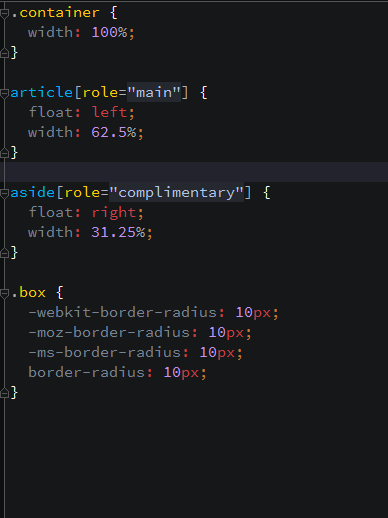 .container {
width: 100%;
}
article[role="main"] {
float: left;
width: 62.5%;
}
aside[role="complimentary"] {
float: right;
width: 31.25%;
}
.box {
-webkit-border-radius: 10px;
-moz-border-radius: 10px;
-ms-border-radius: 10px;
border-radius: 10px;
}